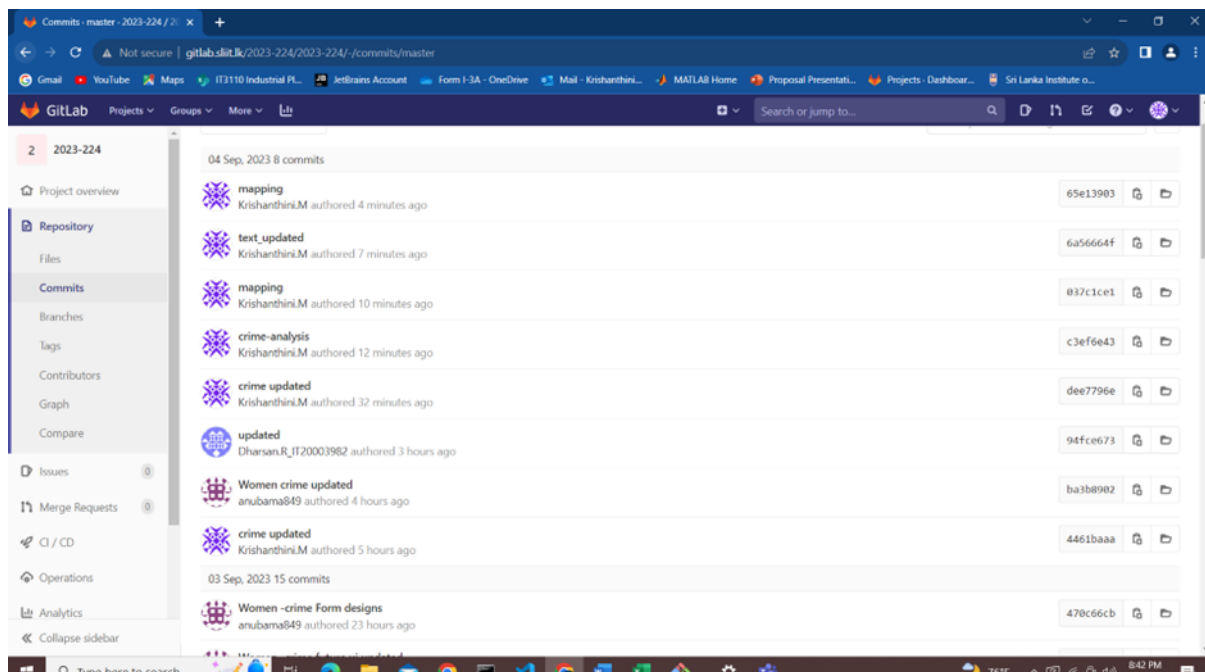 Commits · master · 2023-224 / 20
Not secure | gitlab.sliit.lk/2023-224/2023-224/-/commits/master
Gmail YouTube Maps IT3110 Industrial Pl... JetBrains Account Form I-3A - OneDrive Mail - Krishanthini... MATLAB Home Proposal Presentati... Projects · Dashboar... Sri Lanka Institute o...
GitLab Projects Groups More Search or jump to...
2 2023-224
Project overview
Repository
Files
Commits
Branches
Tags
Contributors
Graph
Compare
Issues 0
Merge Requests 0
CI / CD
Operations
Analytics
Collapse sidebar
04 Sep, 2023 8 commits
mapping
Krishanthini.M authored 4 minutes ago
65e13903
text_updated
Krishanthini.M authored 7 minutes ago
6a56664f
mapping
Krishanthini.M authored 10 minutes ago
037c1ce1
crime-analysis
Krishanthini.M authored 12 minutes ago
c3ef6e43
crime updated
Krishanthini.M authored 32 minutes ago
dee7796e
updated
Dharsan.R_IT20003982 authored 3 hours ago
94fce673
Women crime updated
anubama849 authored 4 hours ago
ba3b8902
crime updated
Krishanthini.M authored 5 hours ago
4461baaa
03 Sep, 2023 15 commits
Women -crime Form designs
anubama849 authored 23 hours ago
470c66cb
Type here to search
76°F
8:42 PM